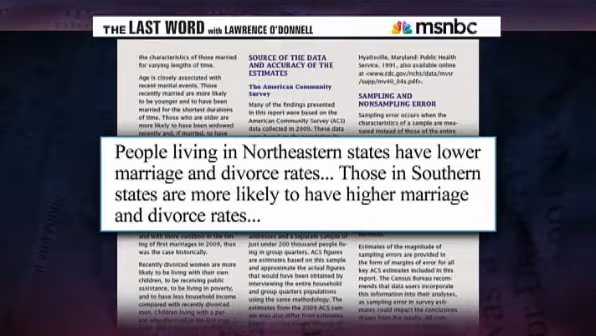 THE LAST WORD WITH LAWRENCE O'DONNELL
msnbc
the characteristics of those married
for varying lengths of time.
Age is closely associated with
recent marital events. Those
recently married are more likely
to be younger and to have been
married for the shortest durations
of time. Those who are older are
more likely to have been widowed
recently and, if married, to have
SOURCE OF THE DATA
AND ACCURACY OF THE
ESTIMATES
The American Community
Survey
Many of the findings presented
in this report were based on the
American Community Survey (ACS)
data collected in 2009. These data
Hyattsville, Maryland: Public Health
Service. 1991, also available online
at <www.cdc.gov/nchs/data/mvsr
/supp/mv40_04s.pdf>.
SAMPLING AND
NONSAMPLING ERROR
Sampling error occurs when the
characteristics of a sample are mea-
sured instead of those of the entire
People living in Northeastern states have lower
marriage and divorce rates... Those in Southern
states are more likely to have higher marriage
and divorce rates...
ing of first marriages in 2009, than
was the case historically.
Recently divorced women are more
likely to be living with their own
children, to be receiving public
assistance, to be living in poverty,
and to have less household income
compared with recently divorced
men. Children living with a par-
addresses and a separate sample of
just under 200 thousand people liv-
ing in group quarters. ACS figures
are estimates based on this sample
and approximate the actual figures
that would have been obtained by
interviewing the entire household
and group quarters populations
using the same methodology. The
estimates from the 2009 ACS sam-
ple may also differ from estimates
Estimates of the magnitude of
sampling errors are provided in
the form of margins of error for all
key ACS estimates included in this
report. The Census Bureau recom-
mends that data users incorporate
this information into their analyses,
as sampling error in survey esti-
mates could impact the conclusions
drawn from the results. All com-